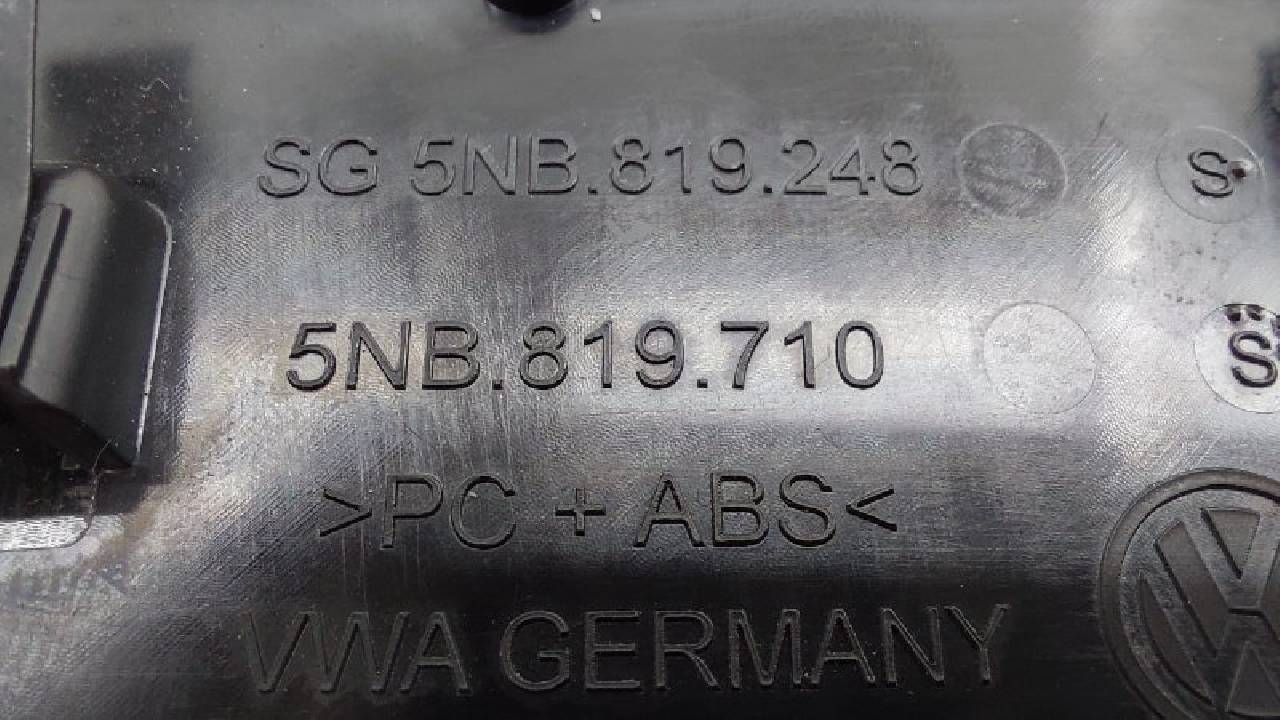 SG 5NB.819.248 S
5NB.819.710 S
>PC + ABS<
VWA GERMANY